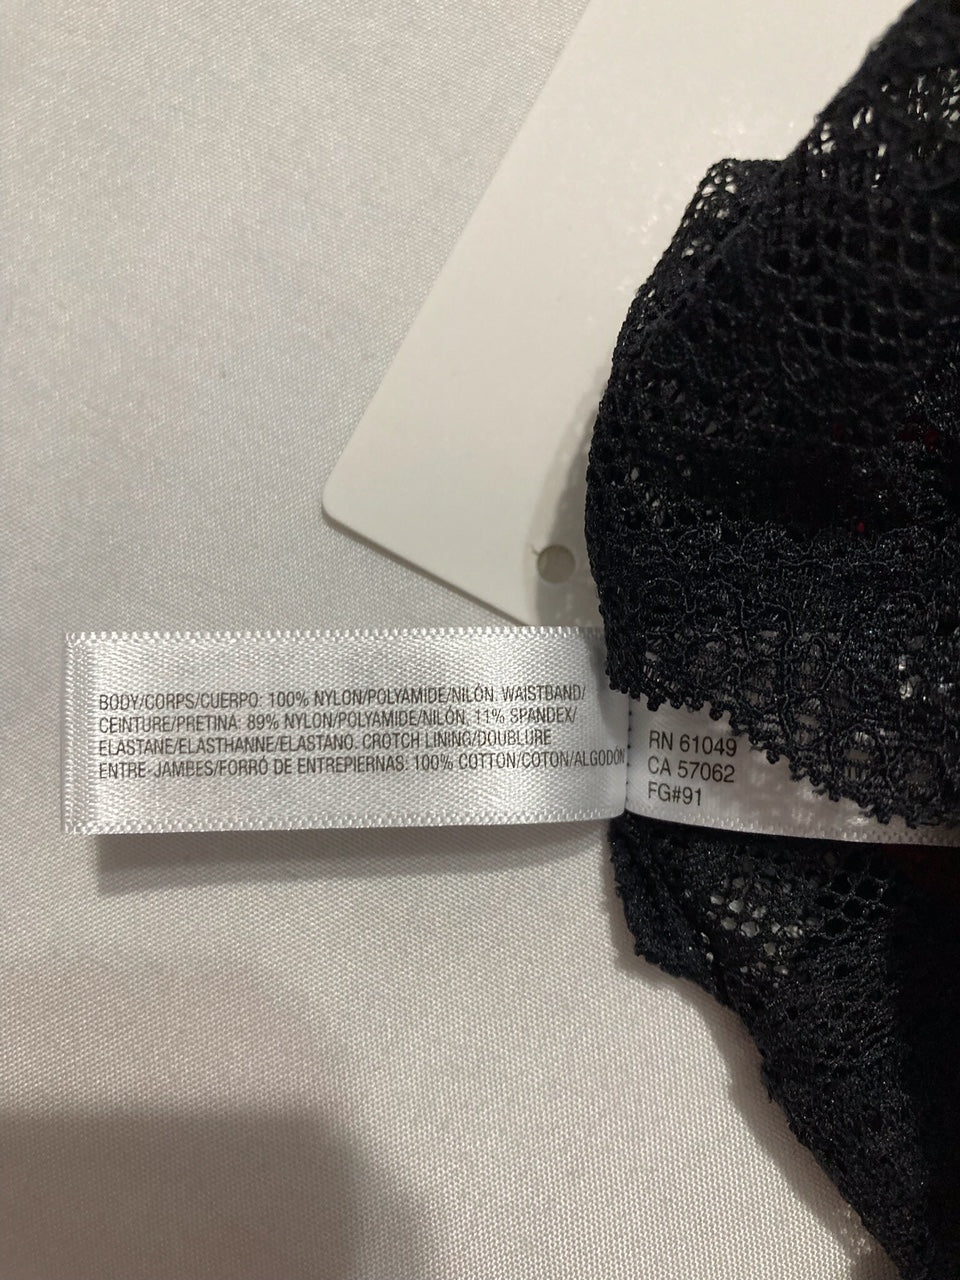 BODY/CORPS/CUERPO: 100% NYLON/POLYAMIDE/NILÓN. WAISTBAND/
CEINTURE/PRETINA: 89% NYLON/POLYAMIDE/NILÓN, 11% SPANDEX/
ELASTANE/ELASTHANNE/ELASTANO. CROTCH LINING/DOUBLURE
ENTRE-JAMBES/FORRO DE ENTREPIERNAS: 100% COTTON/COTON/ALGODÓN
RN 61049
CA 57062
FG#91